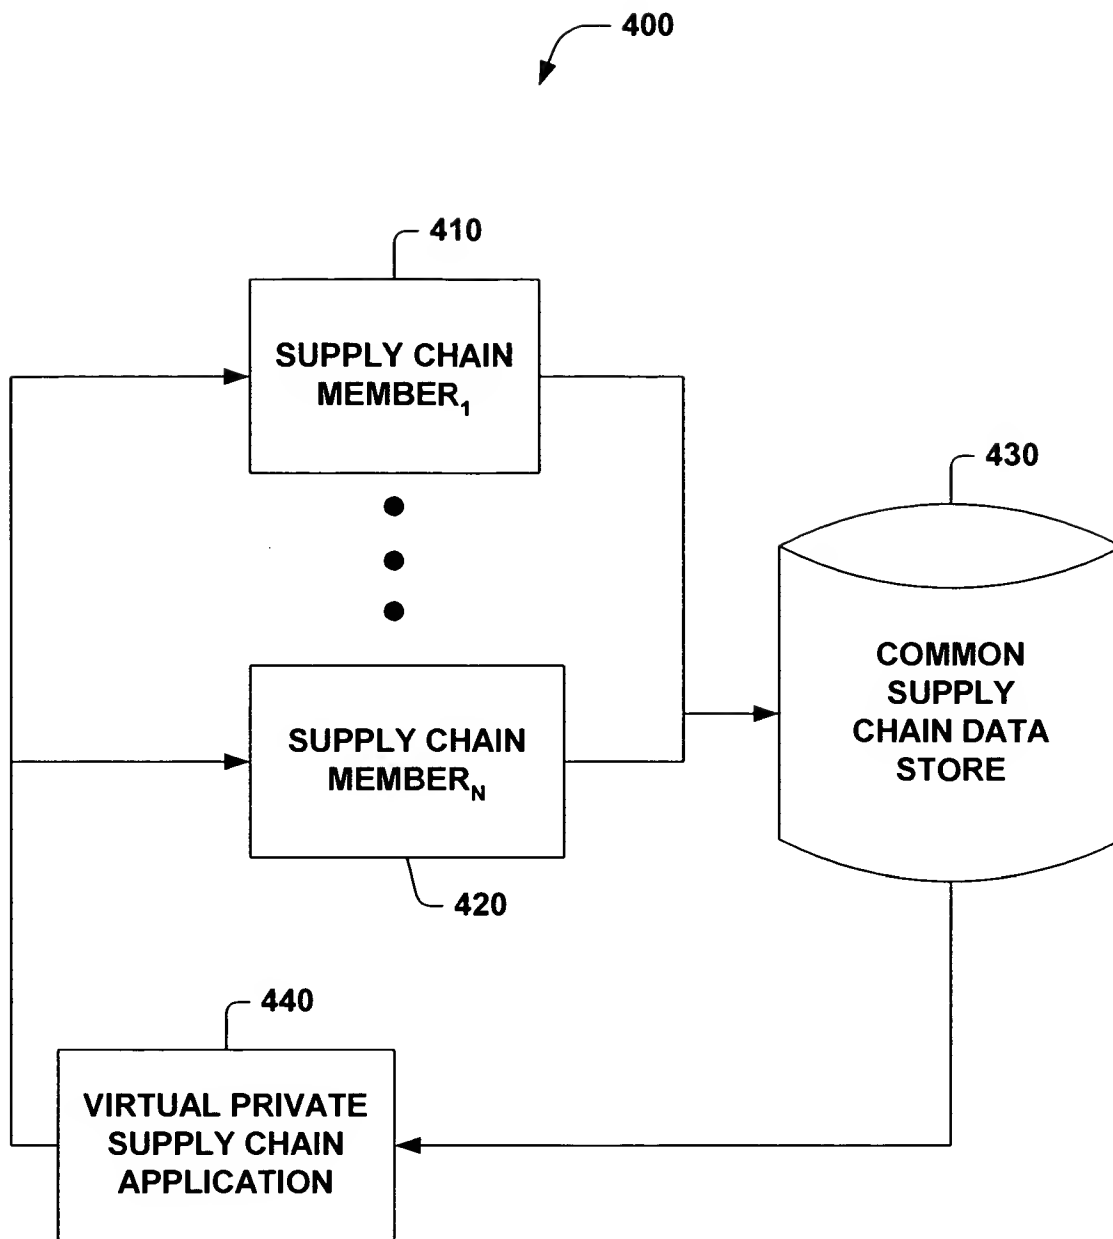 400
410
SUPPLY CHAIN
MEMBER₁
430
COMMON
SUPPLY
CHAIN DATA
STORE
SUPPLY CHAIN
MEMBER_N
420
440
VIRTUAL PRIVATE
SUPPLY CHAIN
APPLICATION